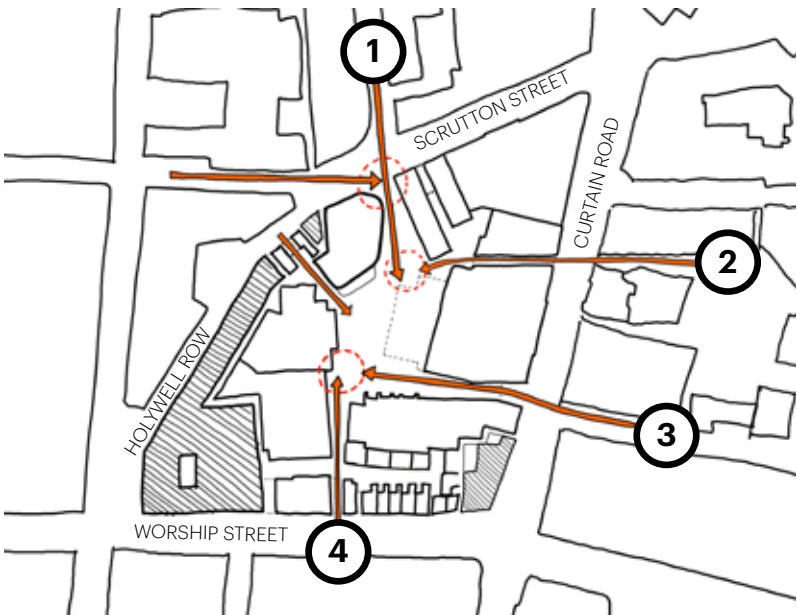 1
SCRUTTON STREET
CURTAIN ROAD
2
HOLYWELL ROW
3
WORSHIP STREET
4